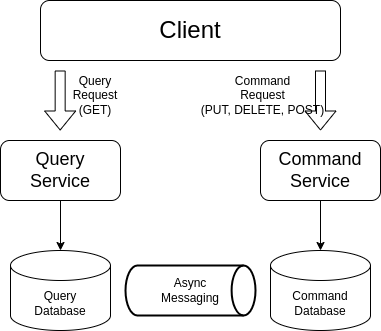 Client
Query
Request
(GET)
Command
Request
(PUT, DELETE, POST)
Query
Service
Command
Service
Query
Database
Async
Messaging
Command
Database